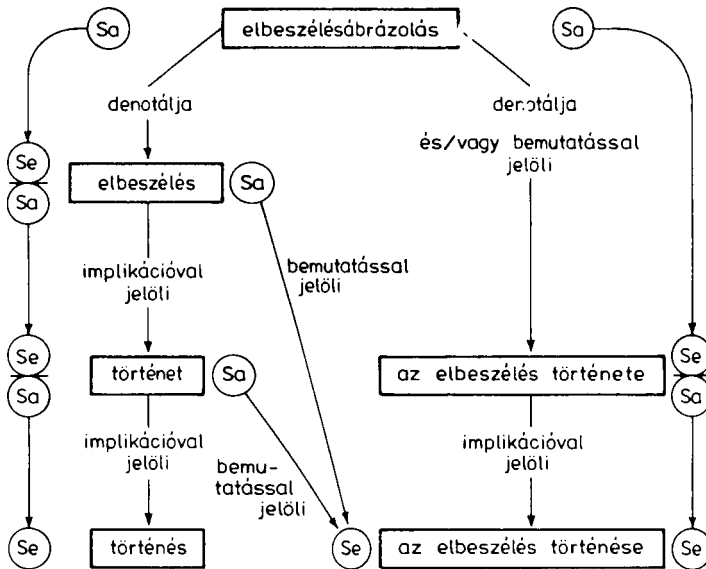 Sa
elbeszélésábrázolás
Sa
denotálja
denotálja
és/vagy bemutatással
jelöli
Se
elbeszélés
Sa
Sa
implikációval
jelöli
bemutatással
jelöli
Se
történet
Sa
az elbeszélés története
Se
Sa
Sa
implikációval
jelöli
bemu-
tatással
jelöli
implikációval
jelöli
Se
történés
Se
az elbeszélés történése
Se